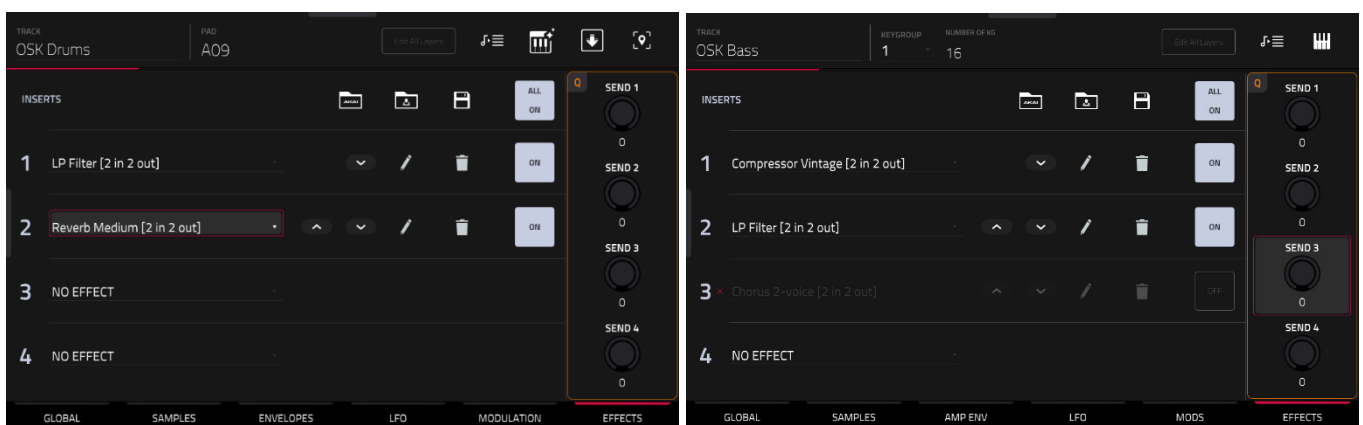 TRACK PAD
OSK Drums A09 Edit All Layers
INSERTS AKAI ALL ON
Q SEND 1
0
1 LP Filter [2 in 2 out] ON
SEND 2
0
2 Reverb Medium [2 in 2 out] ON
SEND 3
0
3 NO EFFECT
SEND 4
0
4 NO EFFECT
GLOBAL SAMPLES ENVELOPES LFO MODULATION EFFECTS
TRACK KEYGROUP NUMBER OF KG
OSK Bass 1 16 Edit All Layers
INSERTS AKAI ALL ON
Q SEND 1
0
1 Compressor Vintage [2 in 2 out] ON
SEND 2
0
2 LP Filter [2 in 2 out] ON
SEND 3
0
3 × Chorus 2-voice [2 in 2 out] OFF
SEND 4
0
4 NO EFFECT
GLOBAL SAMPLES AMP ENV LFO MODS EFFECTS